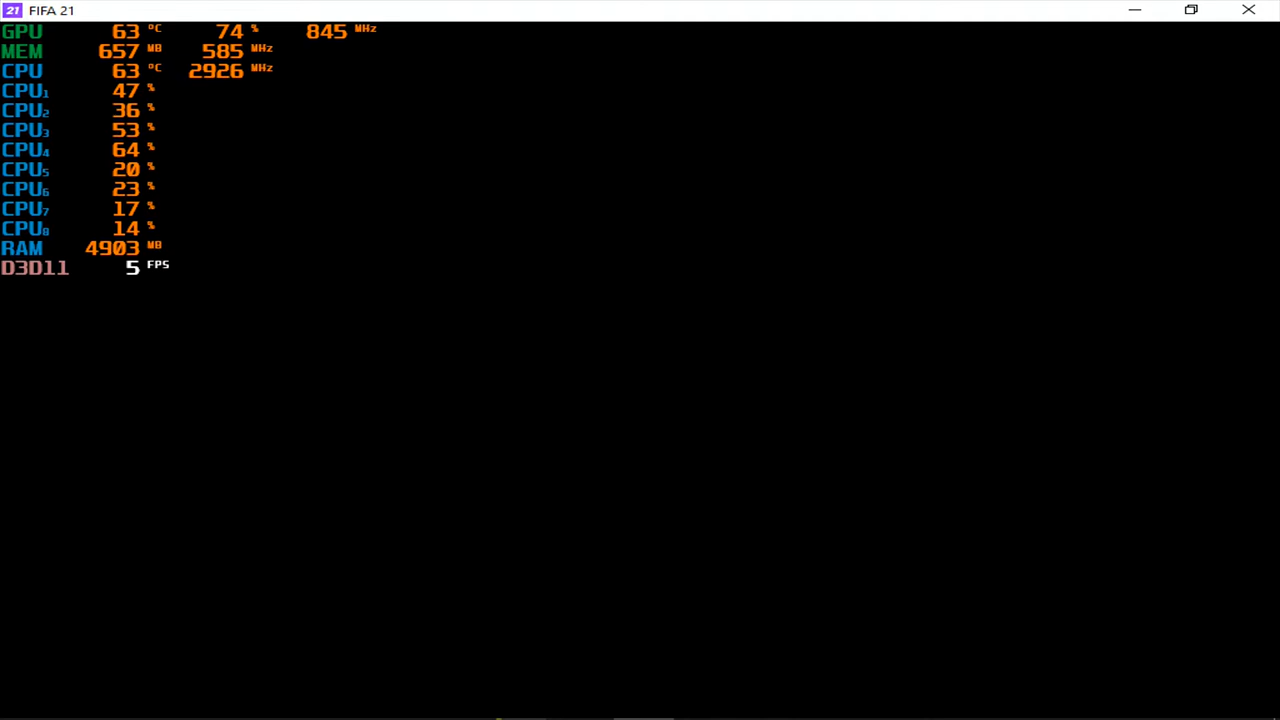 21 FIFA 21
GPU 63 °C 74 % 845 MHz
MEM 657 MB 585 MHz
CPU 63 °C 2926 MHz
CPU1 47 %
CPU2 36 %
CPU3 53 %
CPU4 64 %
CPU5 20 %
CPU6 23 %
CPU7 17 %
CPU8 14 %
RAM 4903 MB
D3D11 5 FPS